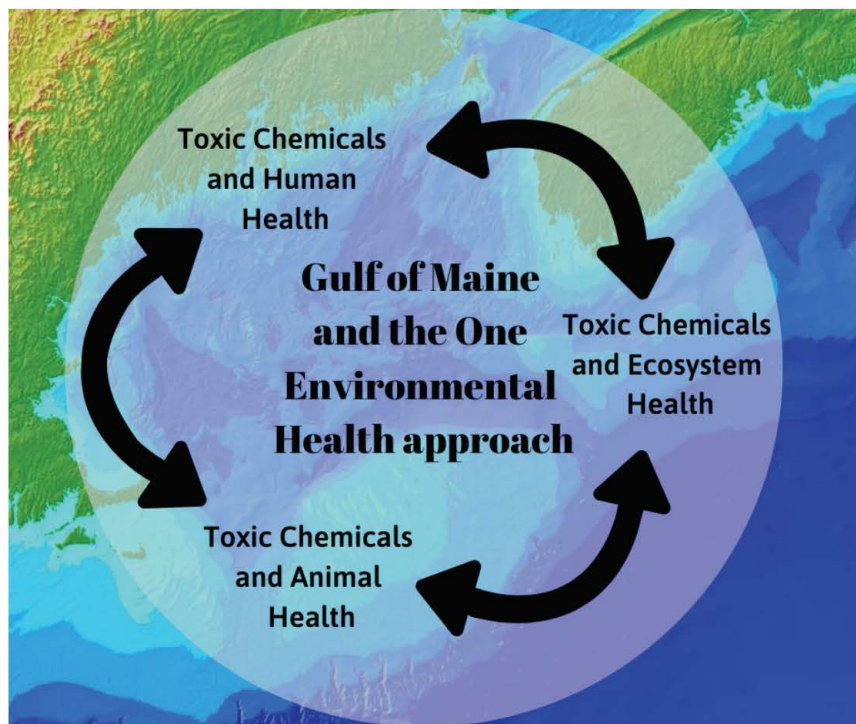 Toxic Chemicals
and Human
Health
Gulf of Maine
and the One
Environmental
Health approach
Toxic Chemicals
and Ecosystem
Health
Toxic Chemicals
and Animal
Health